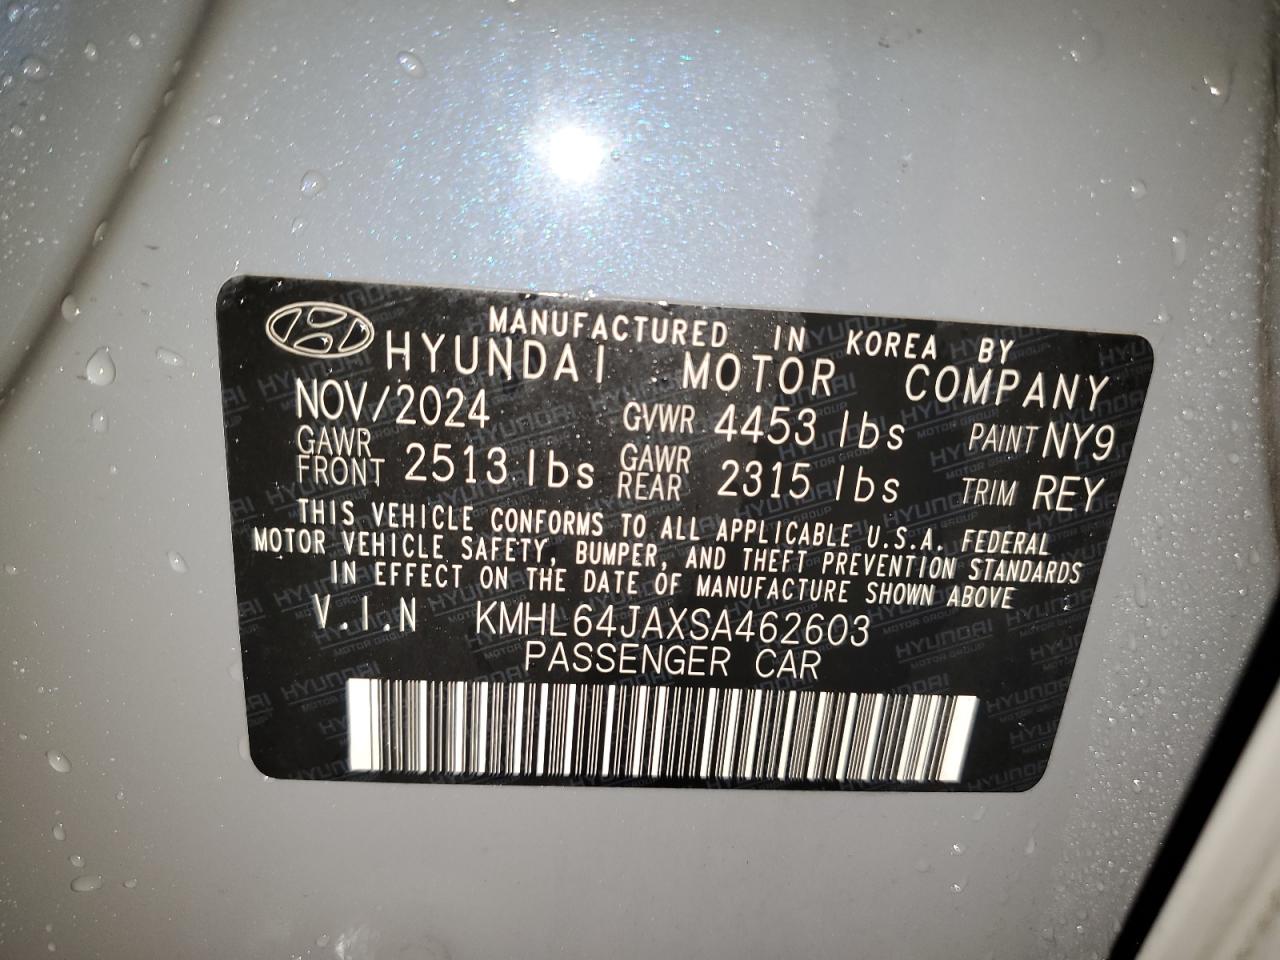 MANUFACTURED IN KOREA BY
HYUNDAI MOTOR COMPANY
NOV/2024 GVWR 4453 lbs PAINT NY9
GAWR FRONT 2513 lbs GAWR REAR 2315 lbs TRIM REY
THIS VEHICLE CONFORMS TO ALL APPLICABLE U.S.A. FEDERAL
MOTOR VEHICLE SAFETY, BUMPER, AND THEFT PREVENTION STANDARDS
IN EFFECT ON THE DATE OF MANUFACTURE SHOWN ABOVE
V.I.N KMHL64JAXSA462603
PASSENGER CAR